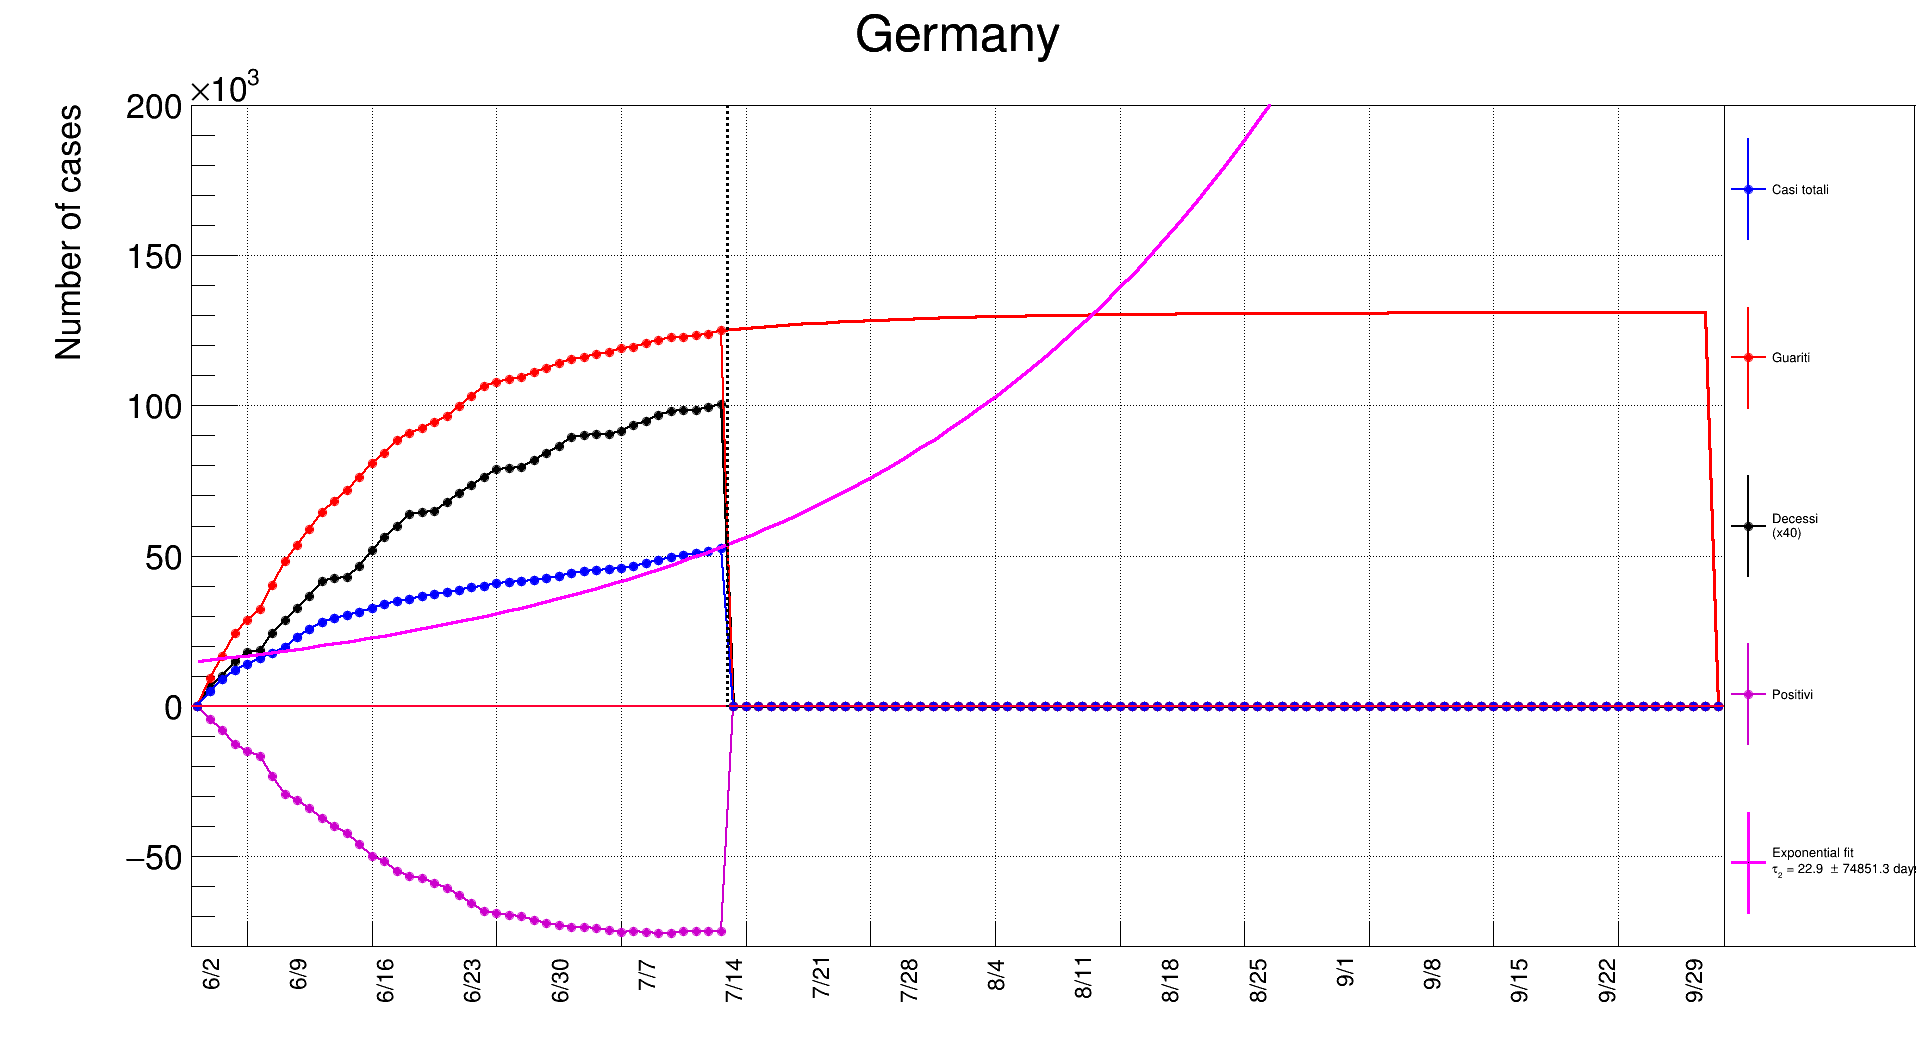 Germany
×10³
Number of cases
200
150
100
50
0
−50
6/2
6/9
6/16
6/23
6/30
7/7
7/14
7/21
7/28
8/4
8/11
8/18
8/25
9/1
9/8
9/15
9/22
9/29
Casi totali
Guariti
Decessi
(x40)
Positivi
Exponential fit
τ₂ = 22.9 ± 74851.3 days